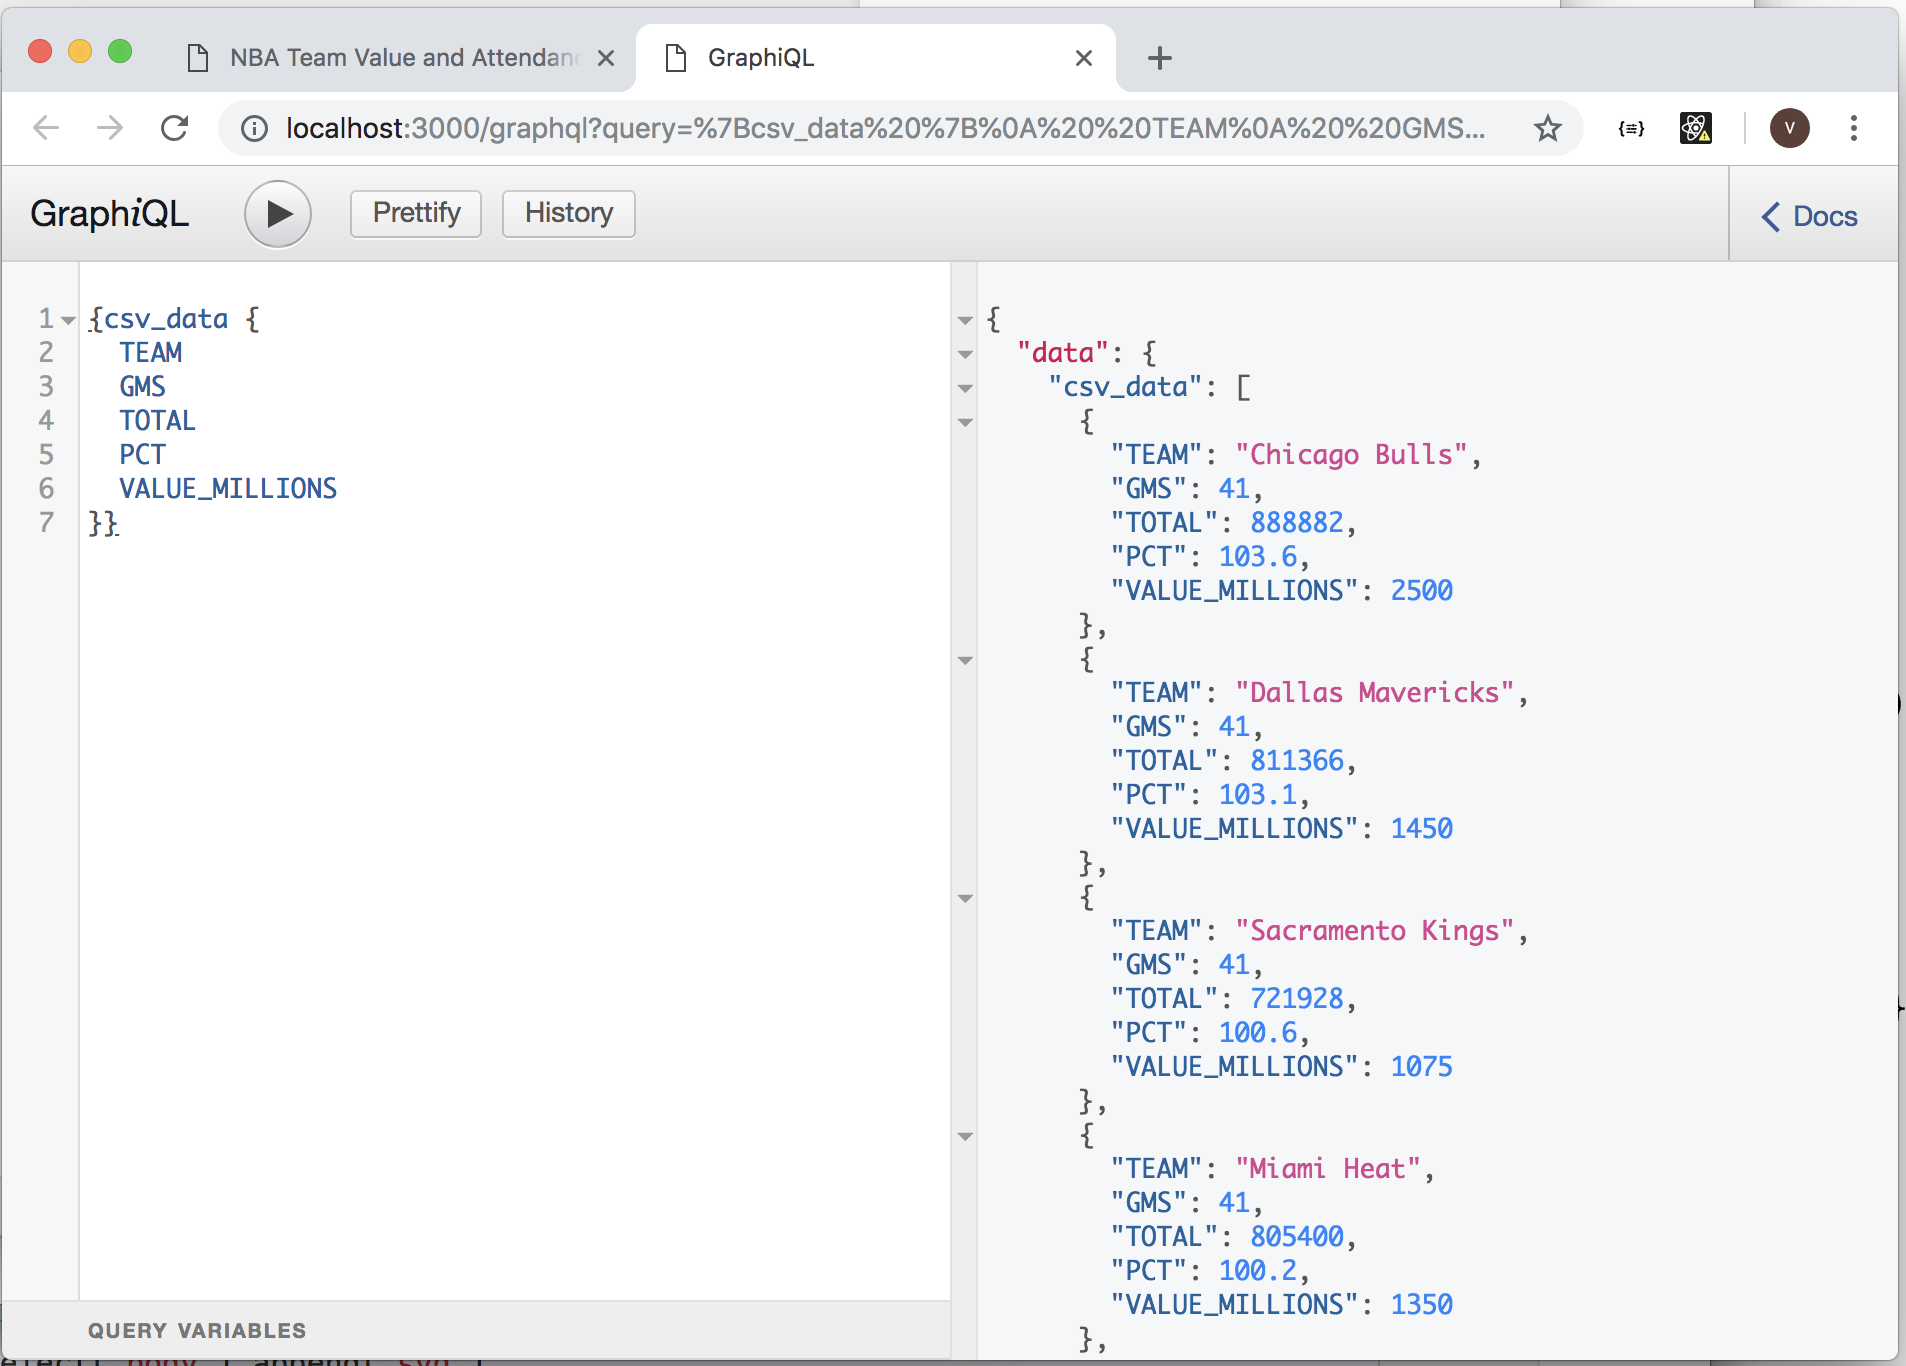 NBA Team Value and Attendan
GraphiQL
localhost:3000/graphql?query=%7Bcsv_data%20%7B%0A%20%20TEAM%0A%20%20GMS...
V
GraphiQL
Prettify
History
Docs
1 {csv_data {
2 TEAM
3 GMS
4 TOTAL
5 PCT
6 VALUE_MILLIONS
7 }}
{
"data": {
"csv_data": [
{
"TEAM": "Chicago Bulls",
"GMS": 41,
"TOTAL": 888882,
"PCT": 103.6,
"VALUE_MILLIONS": 2500
},
{
"TEAM": "Dallas Mavericks",
"GMS": 41,
"TOTAL": 811366,
"PCT": 103.1,
"VALUE_MILLIONS": 1450
},
{
"TEAM": "Sacramento Kings",
"GMS": 41,
"TOTAL": 721928,
"PCT": 100.6,
"VALUE_MILLIONS": 1075
},
{
"TEAM": "Miami Heat",
"GMS": 41,
"TOTAL": 805400,
"PCT": 100.2,
"VALUE_MILLIONS": 1350
},
QUERY VARIABLES